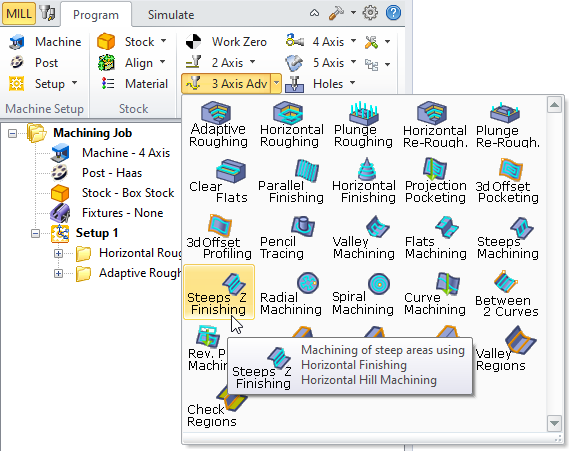 MILL Program Simulate
Machine Stock Work Zero 4 Axis
Post Align 2 Axis 5 Axis
Setup Material 3 Axis Adv Holes
Machine Setup Stock
Machining Job
Machine - 4 Axis
Post - Haas
Stock - Box Stock
Fixtures - None
Setup 1
Horizontal Roug
Adaptive Rough
Adaptive Roughing
Horizontal Roughing
Plunge Roughing
Horizontal Re-Rough.
Plunge Re-Rough.
Clear Flats
Parallel Finishing
Horizontal Finishing
Projection Pocketing
3d Offset Pocketing
3d Offset Profiling
Pencil Tracing
Valley Machining
Flats Machining
Steeps Machining
Steeps Z Finishing
Radial Machining
Spiral Machining
Curve Machining
Between 2 Curves
Rev. P
Valley Regions
Check Regions
Steeps Z Finishing
Machining of steep areas using
Horizontal Finishing
Horizontal Hill Machining